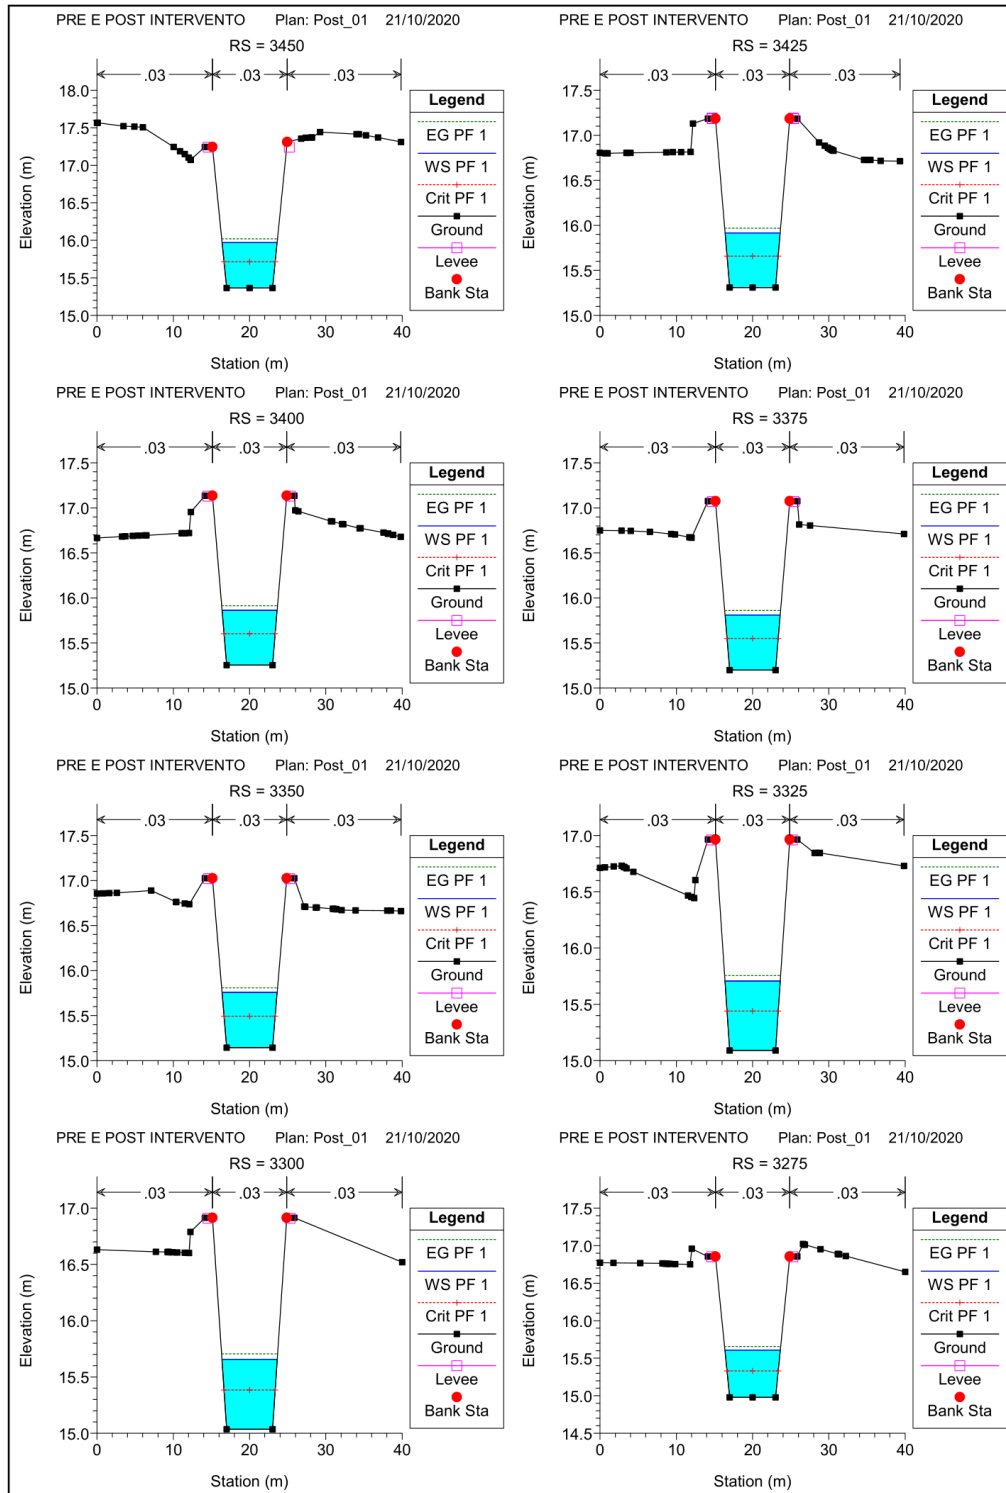 PRE E POST INTERVENTO Plan: Post_01 21/10/2020
RS = 3450
.03 .03 .03
Elevation (m)
18.0
17.5
17.0
16.5
16.0
15.5
15.0
0 10 20 30 40
Station (m)
Legend
EG PF 1
WS PF 1
Crit PF 1
Ground
Levee
Bank Sta
PRE E POST INTERVENTO Plan: Post_01 21/10/2020
RS = 3425
.03 .03 .03
Elevation (m)
17.5
17.0
16.5
16.0
15.5
15.0
0 10 20 30 40
Station (m)
Legend
EG PF 1
WS PF 1
Crit PF 1
Ground
Levee
Bank Sta
PRE E POST INTERVENTO Plan: Post_01 21/10/2020
RS = 3400
.03 .03 .03
Elevation (m)
17.5
17.0
16.5
16.0
15.5
15.0
0 10 20 30 40
Station (m)
Legend
EG PF 1
WS PF 1
Crit PF 1
Ground
Levee
Bank Sta
PRE E POST INTERVENTO Plan: Post_01 21/10/2020
RS = 3375
.03 .03 .03
Elevation (m)
17.5
17.0
16.5
16.0
15.5
15.0
0 10 20 30 40
Station (m)
Legend
EG PF 1
WS PF 1
Crit PF 1
Ground
Levee
Bank Sta
PRE E POST INTERVENTO Plan: Post_01 21/10/2020
RS = 3350
.03 .03 .03
Elevation (m)
17.5
17.0
16.5
16.0
15.5
15.0
0 10 20 30 40
Station (m)
Legend
EG PF 1
WS PF 1
Crit PF 1
Ground
Levee
Bank Sta
PRE E POST INTERVENTO Plan: Post_01 21/10/2020
RS = 3325
.03 .03 .03
Elevation (m)
17.0
16.5
16.0
15.5
15.0
0 10 20 30 40
Station (m)
Legend
EG PF 1
WS PF 1
Crit PF 1
Ground
Levee
Bank Sta
PRE E POST INTERVENTO Plan: Post_01 21/10/2020
RS = 3300
.03 .03 .03
Elevation (m)
17.0
16.5
16.0
15.5
15.0
0 10 20 30 40
Station (m)
Legend
EG PF 1
WS PF 1
Crit PF 1
Ground
Levee
Bank Sta
PRE E POST INTERVENTO Plan: Post_01 21/10/2020
RS = 3275
.03 .03 .03
Elevation (m)
17.5
17.0
16.5
16.0
15.5
15.0
14.5
0 10 20 30 40
Station (m)
Legend
EG PF 1
WS PF 1
Crit PF 1
Ground
Levee
Bank Sta